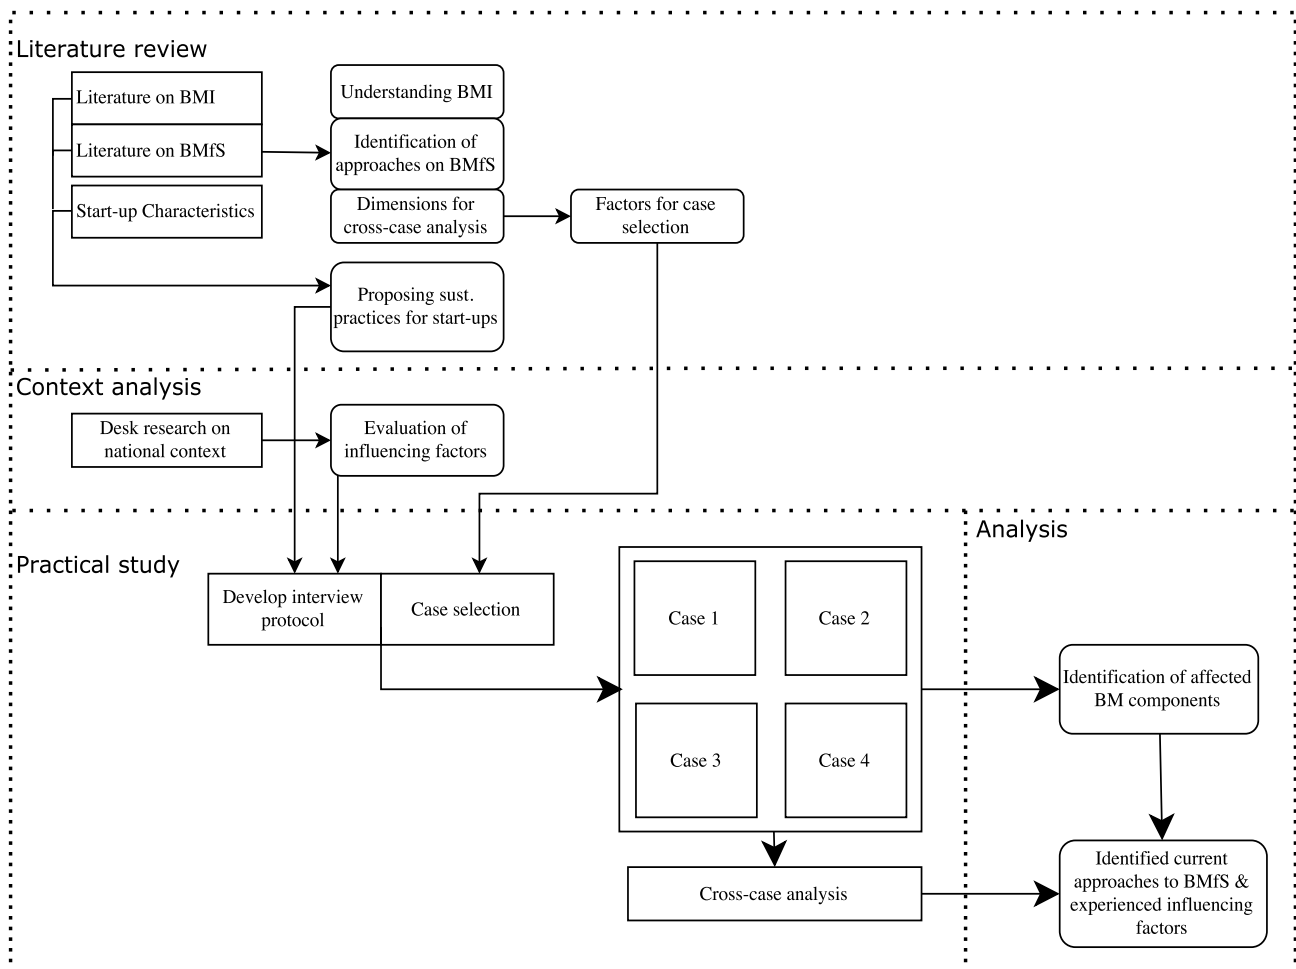 Literature review
Literature on BMI
Literature on BMfS
Start-up Characteristics
Understanding BMI
Identification of
approaches on BMfS
Dimensions for
cross-case analysis
Factors for case
selection
Proposing sust.
practices for start-ups
Context analysis
Desk research on
national context
Evaluation of
influencing factors
Practical study
Develop interview
protocol
Case selection
Case 1
Case 2
Case 3
Case 4
Cross-case analysis
Analysis
Identification of affected
BM components
Identified current
approaches to BMfS &
experienced influencing
factors